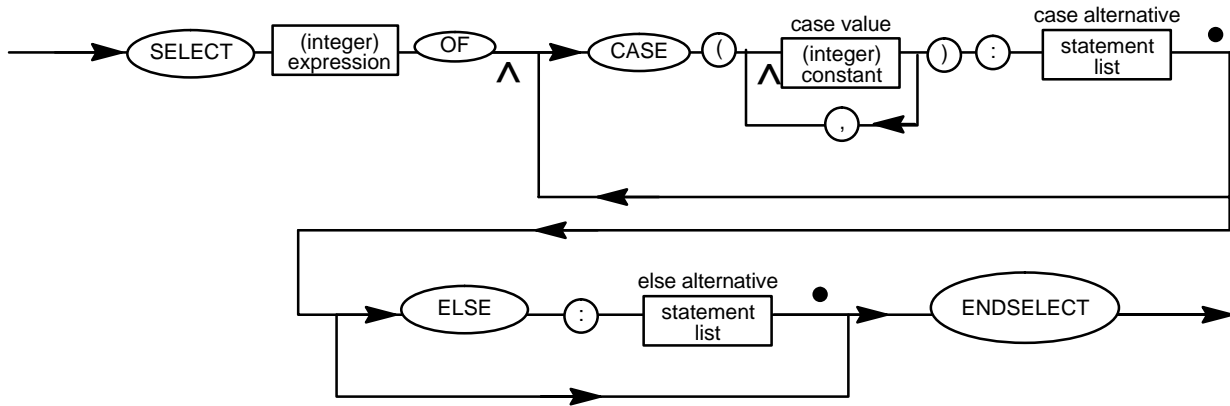 case value
case alternative
SELECT
(integer)
expression
OF
CASE
(
(integer)
constant
)
:
statement
list
,
else alternative
ELSE
:
statement
list
ENDSELECT